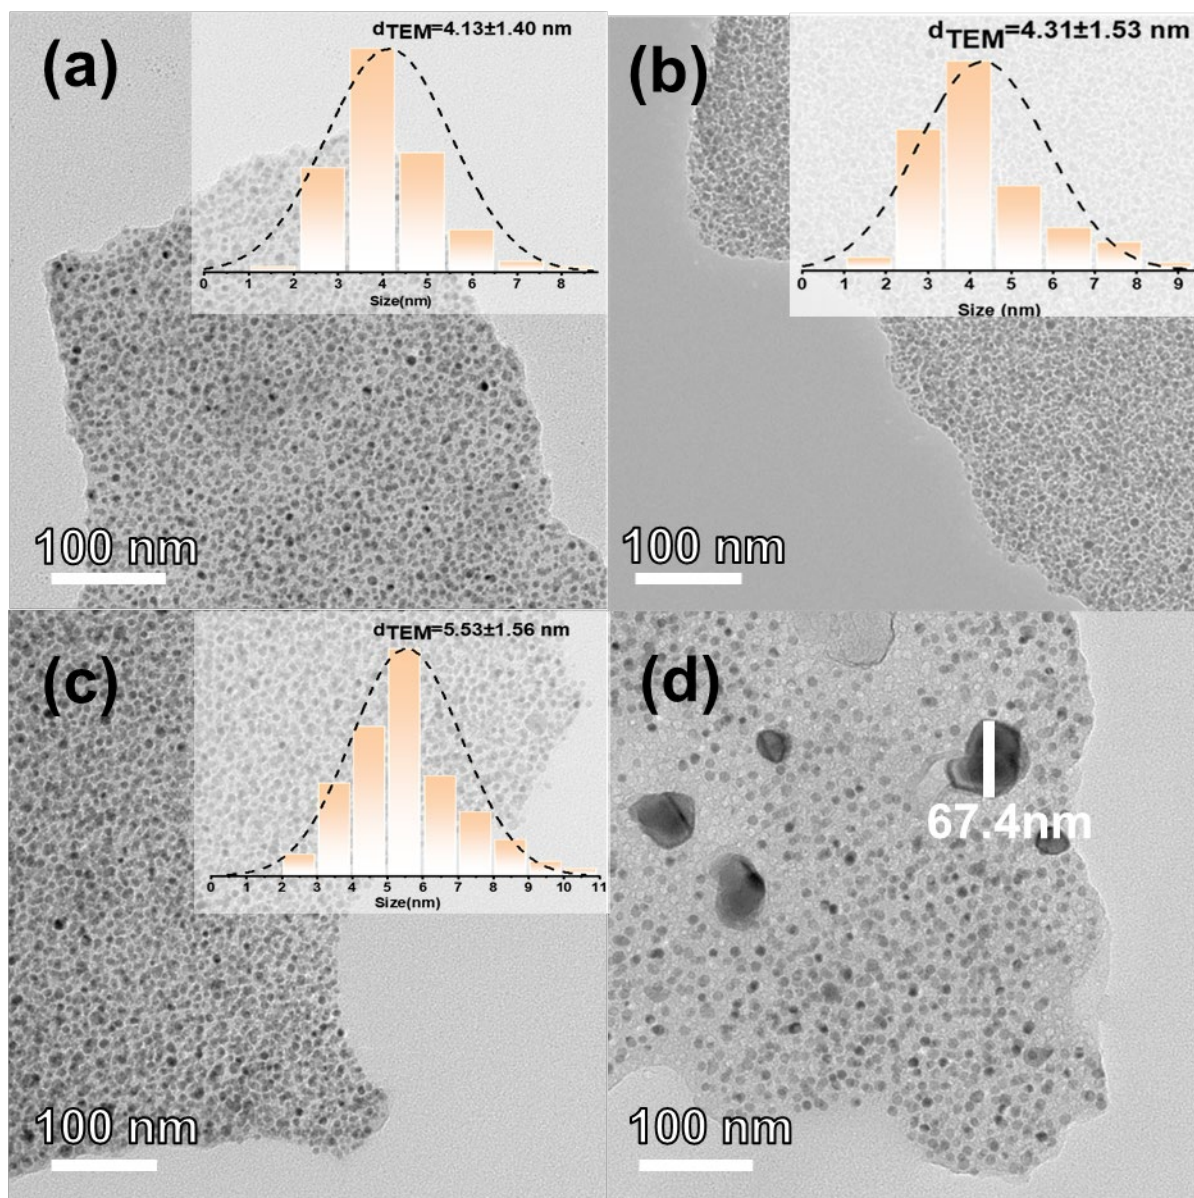 (a)
dTEM=4.13±1.40 nm
0 1 2 3 4 5 6 7 8
Size(nm)
100 nm
(b)
dTEM=4.31±1.53 nm
0 1 2 3 4 5 6 7 8 9
Size (nm)
100 nm
(c)
dTEM=5.53±1.56 nm
0 1 2 3 4 5 6 7 8 9 10 11
Size(nm)
100 nm
(d)
67.4nm
100 nm